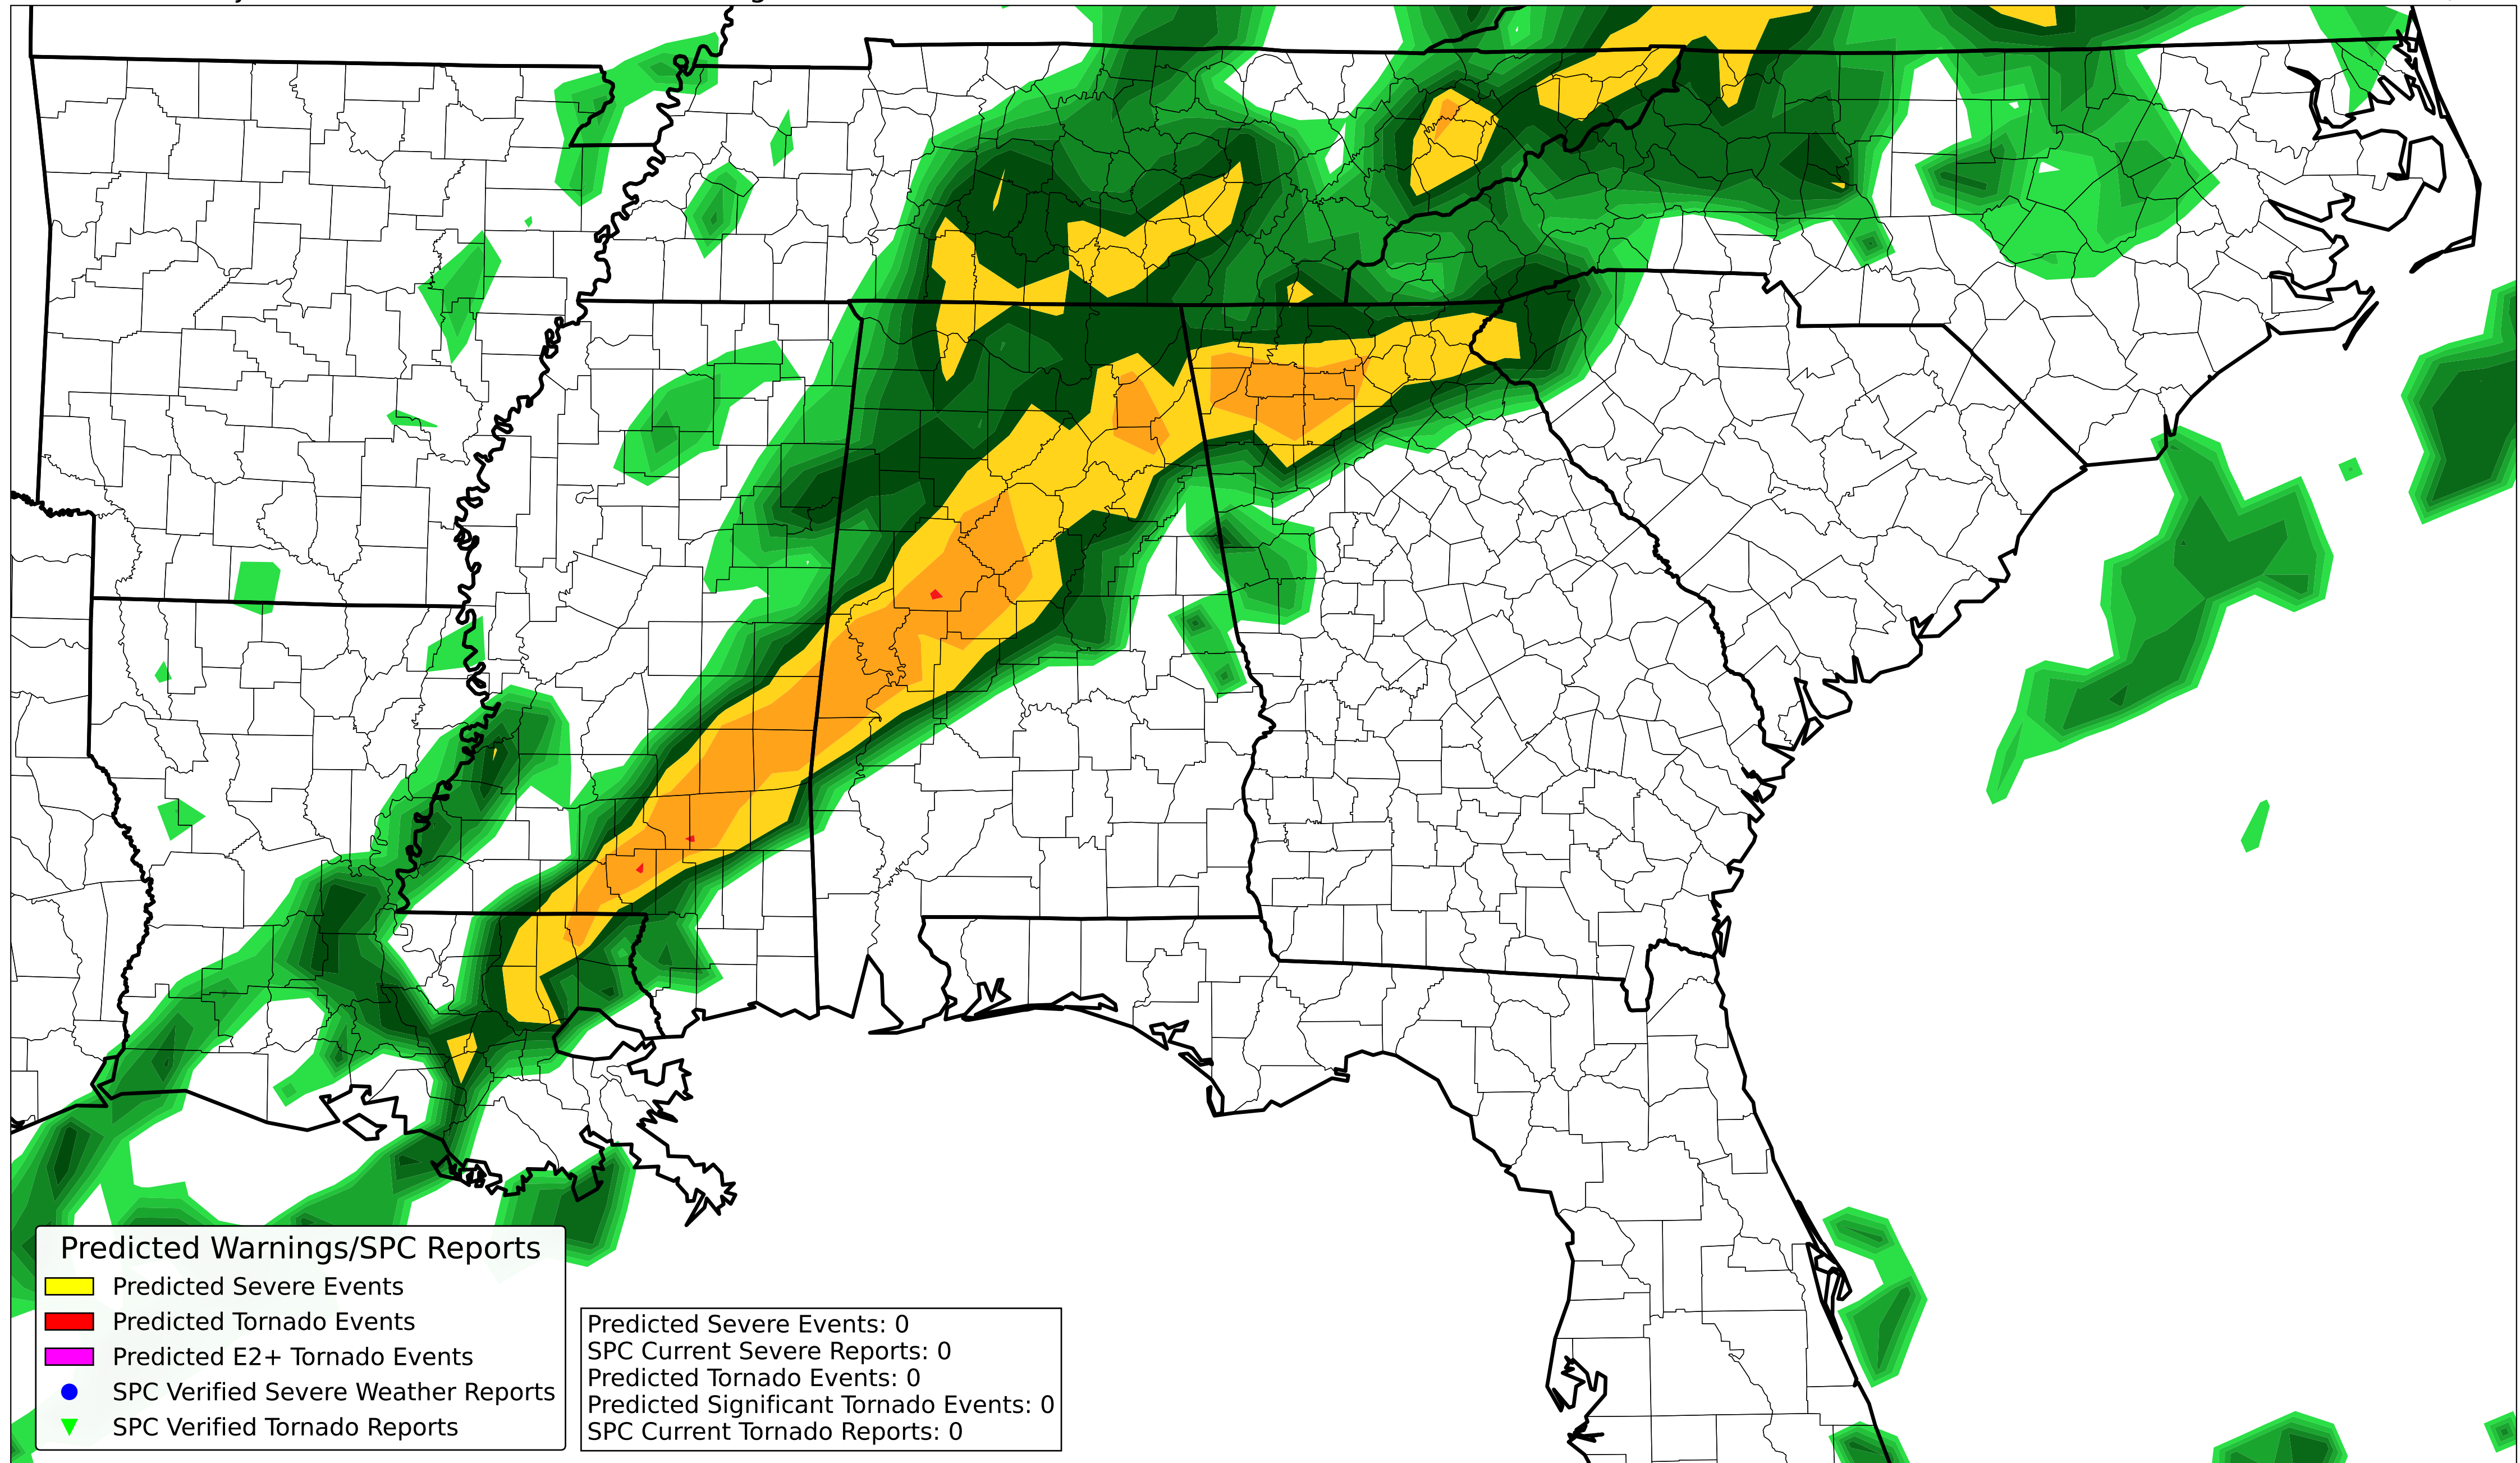 Predicted Warnings/SPC Reports
Predicted Severe Events
Predicted Tornado Events
Predicted E2+ Tornado Events
SPC Verified Severe Weather Reports
SPC Verified Tornado Reports
Predicted Severe Events: 0
SPC Current Severe Reports: 0
Predicted Tornado Events: 0
Predicted Significant Tornado Events: 0
SPC Current Tornado Reports: 0